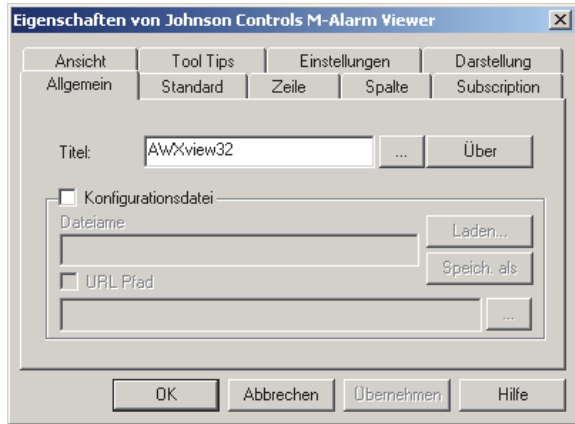 Eigenschaften von Johnson Controls M-Alarm Viewer
Ansicht Tool Tips Einstellungen Darstellung
Allgemein Standard Zeile Spalte Subscription
Titel: AWXview32 ... Über
Konfigurationsdatei
Dateiame
Laden...
Speich. als
URL Pfad
...
OK Abbrechen Übernehmen Hilfe